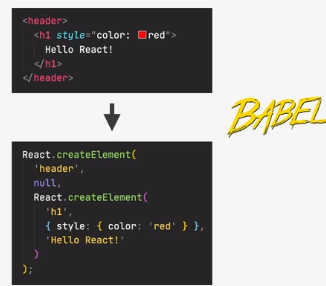 <header>
<h1 style="color: red">
Hello React!
</h1>
</header>
BABEL
React.createElement(
'header',
null,
React.createElement(
'h1',
{ style: { color: 'red' } },
'Hello React!'
)
);